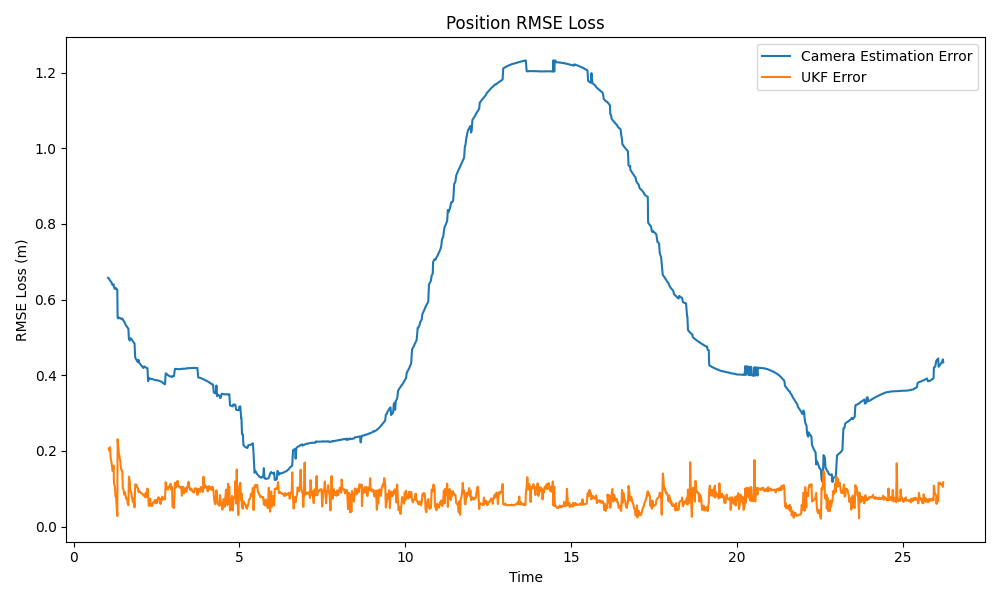 Position RMSE Loss
Camera Estimation Error
UKF Error
RMSE Loss (m)
1.2
1.0
0.8
0.6
0.4
0.2
0.0
0 5 10 15 20 25
Time